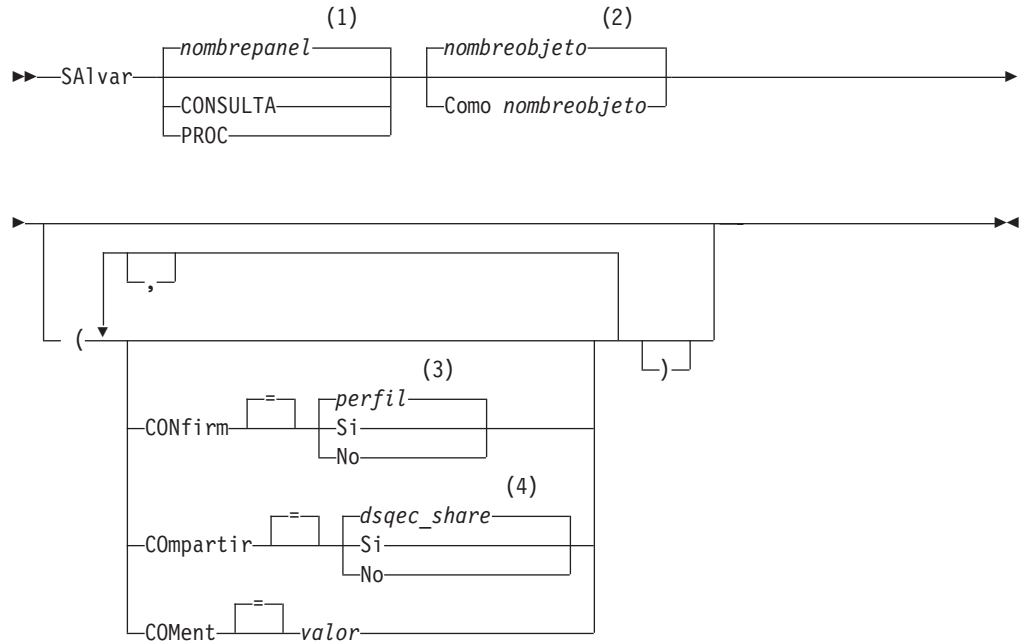 (1) (2)
nombrepanel nombreobjeto
SAlvar
CONSULTA Como nombreobjeto
PROC
,
( )
(3)
= perfil
CONfirm Si
No
(4)
= dsqec_share
COmpartir Si
No
=
COMent valor